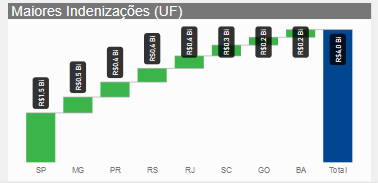 Maiores Indenizações (UF)
R$1,5 Bi
R$0,5 Bi
R$0,4 Bi
R$0,4 Bi
R$0,4 Bi
R$0,3 Bi
R$0,2 Bi
R$0,2 Bi
R$4,0 Bi
SP MG PR RS RJ SC GO BA Total